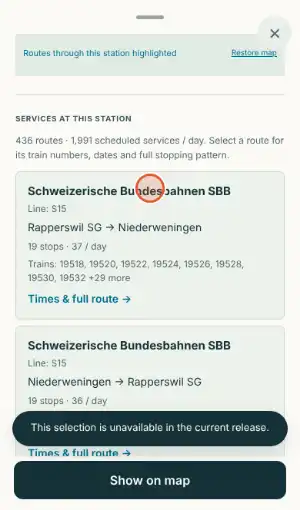 Routes through this station highlighted
Restore map
SERVICES AT THIS STATION
436 routes · 1,991 scheduled services / day. Select a route for
its train numbers, dates and full stopping pattern.
Schweizerische Bundesbahnen SBB
Line: S15
Rapperswil SG → Niederweningen
19 stops · 37 / day
Trains: 19518, 19520, 19522, 19524, 19526, 19528,
19530, 19532 +29 more
Times & full route →
Schweizerische Bundesbahnen SBB
Line: S15
Niederweningen → Rapperswil SG
19 stops · 36 / day
This selection is unavailable in the current release.
Times & full route →
Show on map